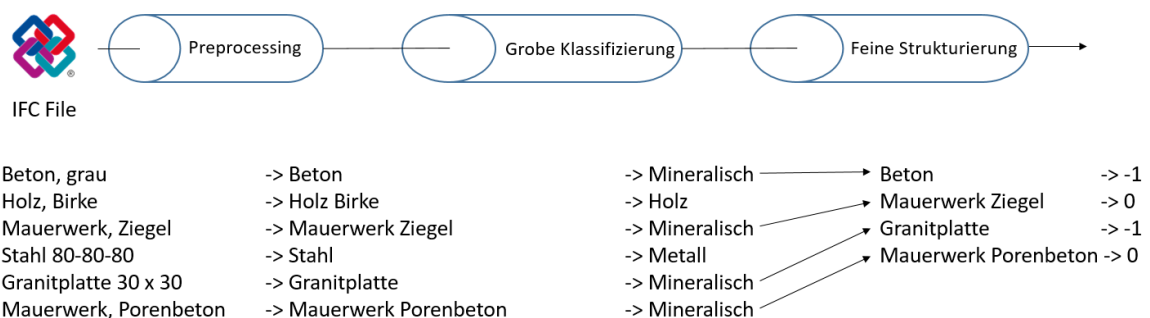 Preprocessing
Grobe Klassifizierung
Feine Strukturierung
IFC File
Beton, grau -> Beton -> Mineralisch Beton -> -1
Holz, Birke -> Holz Birke -> Holz Mauerwerk Ziegel -> 0
Mauerwerk, Ziegel -> Mauerwerk Ziegel -> Mineralisch Granitplatte -> -1
Stahl 80-80-80 -> Stahl -> Metall Mauerwerk Porenbeton -> 0
Granitplatte 30 x 30 -> Granitplatte -> Mineralisch
Mauerwerk, Porenbeton -> Mauerwerk Porenbeton -> Mineralisch